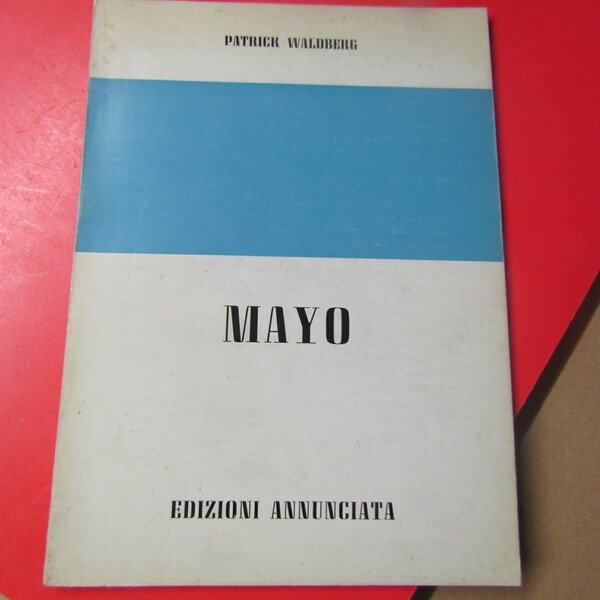 PATRICK WALDBERG
MAYO
EDIZIONI ANNUNCIATA